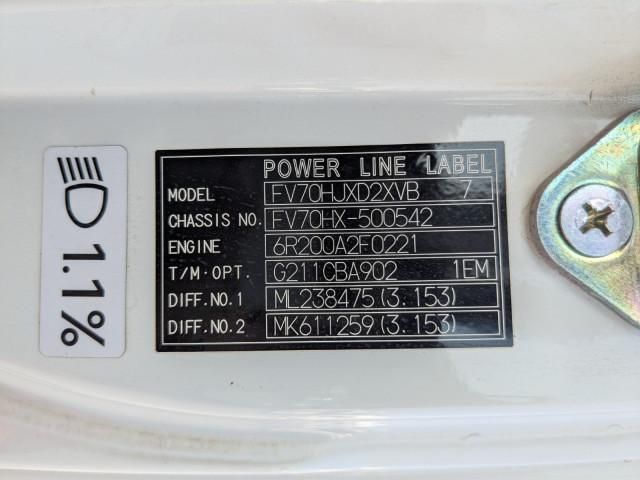 POWER LINE LABEL
MODEL FV70HJXD2XVB 7
CHASSIS NO. FV70HX-500542
ENGINE 6R200A2F0221
T/M·OPT. G211CBA902 1EM
DIFF.NO.1 ML238475(3.153)
DIFF.NO.2 MK611259(3.153)
1.1%